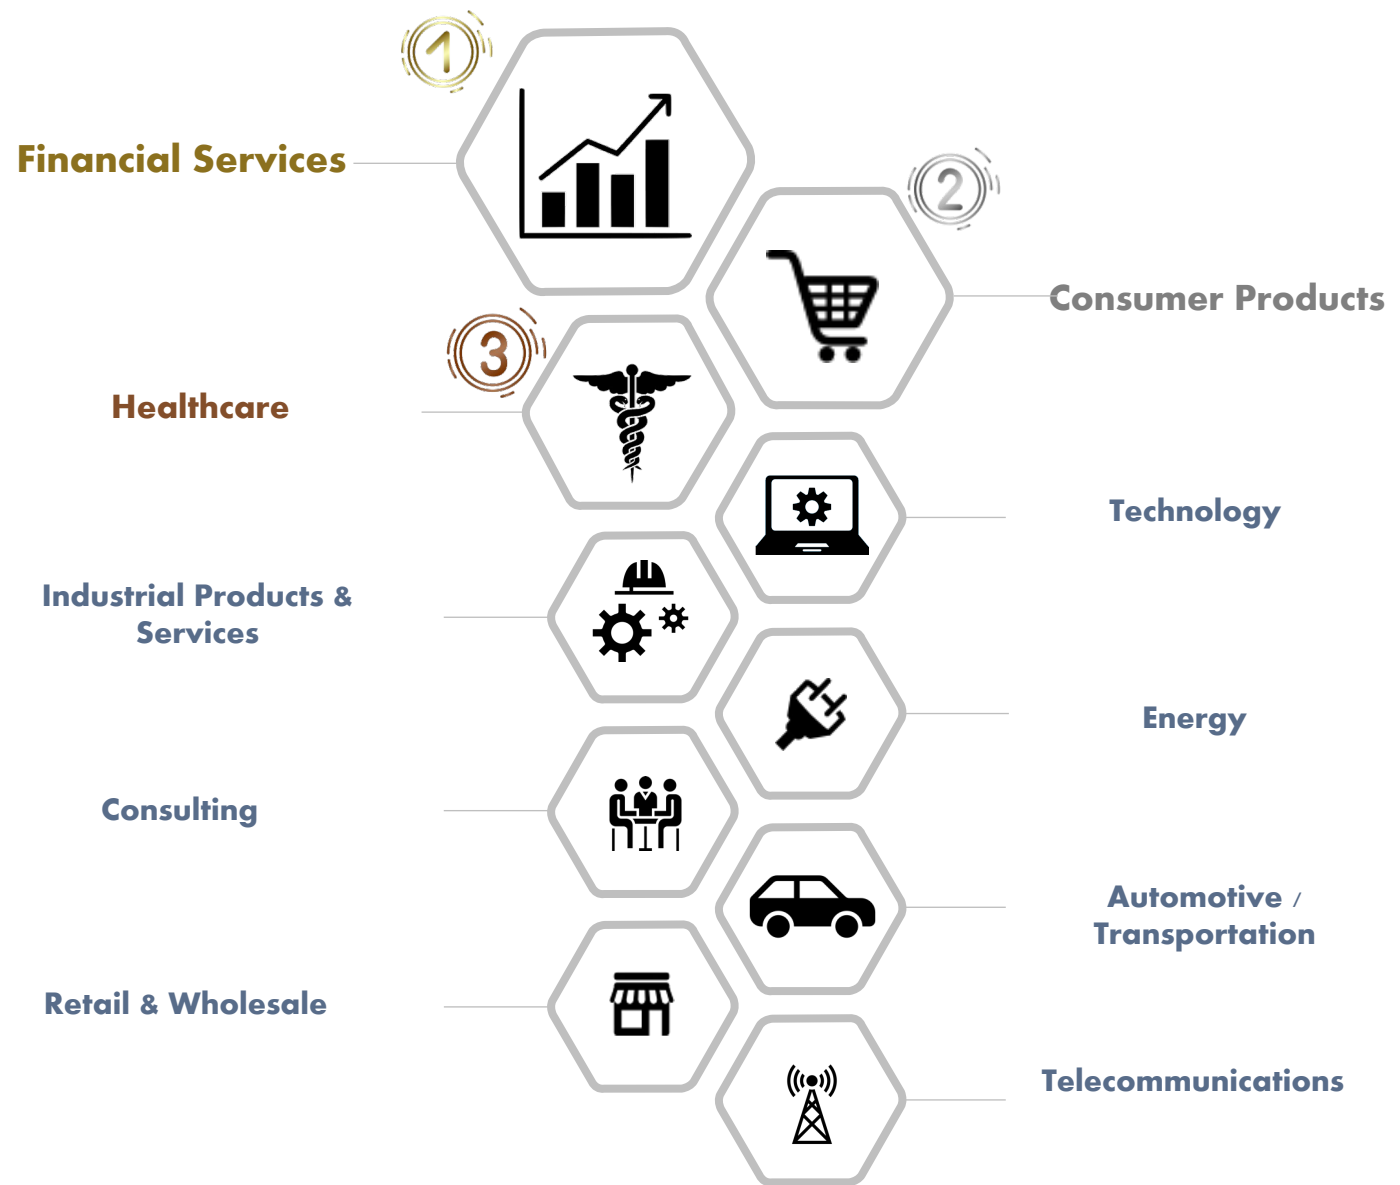 1
Financial Services
2
Consumer Products
3
Healthcare
Technology
Industrial Products &
Services
Energy
Consulting
Automotive /
Transportation
Retail & Wholesale
Telecommunications